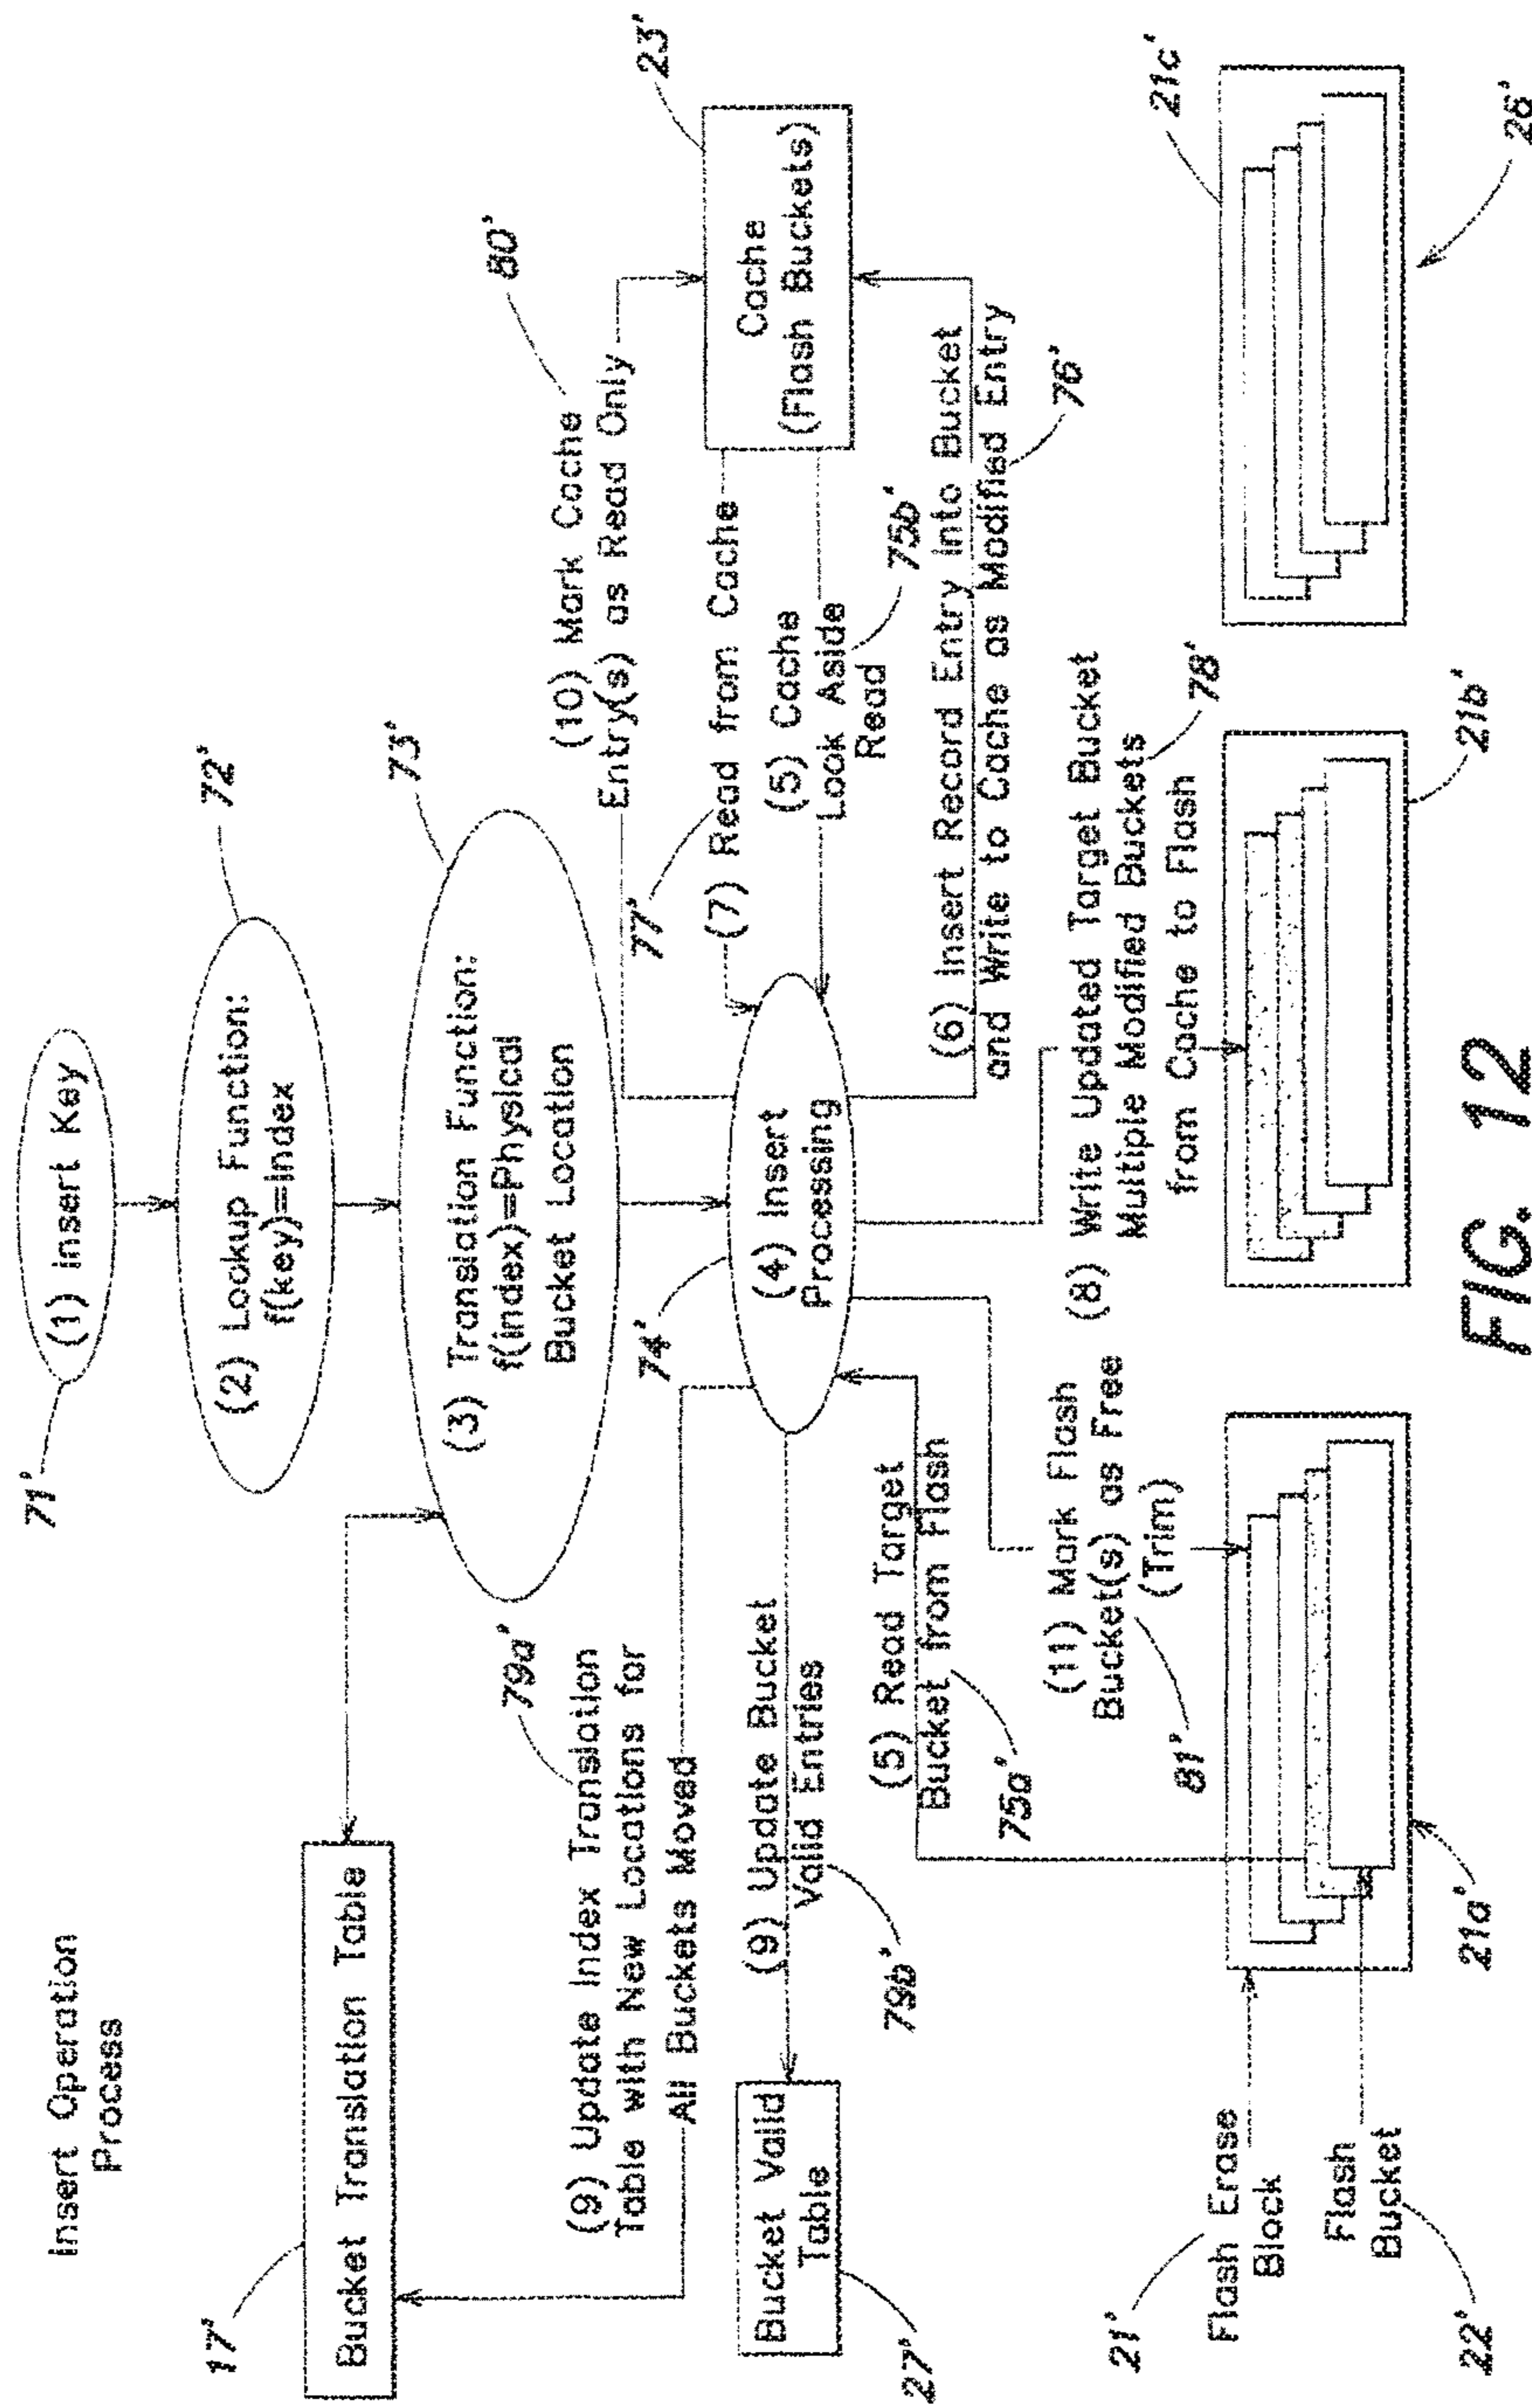 Insert Operation
Process
71'
(1) Insert Key
72'
(2) Lookup Function:
f(key)=Index
73'
(3) Translation Function:
f(index)=Physical
Bucket Location
17'
Bucket Translation Table
79a'
(9) Update Index Translation
Table with New Locations for
All Buckets Moved
74'
(4) Insert
Processing
80'
(10) Mark Cache
Entry(s) as Read Only
77'
(7) Read from Cache
(5) Cache
Look Aside
Read
75b'
23'
Cache
(Flash Buckets)
(6) Insert Record Entry into Bucket
and Write to Cache as Modified Entry
76'
Bucket Valid
Table
27'
(9) Update Bucket
Valid Entries
79b'
(5) Read Target
Bucket from Flash
75a'
(11) Mark Flash
Bucket(s) as Free
(Trim)
81'
(8) Write Updated Target Bucket
Multiple Modified Buckets
from Cache to Flash
78'
21'
Flash Erase
Block
Flash
Bucket
22'
21a'
21b'
21c'
26'
FIG. 12